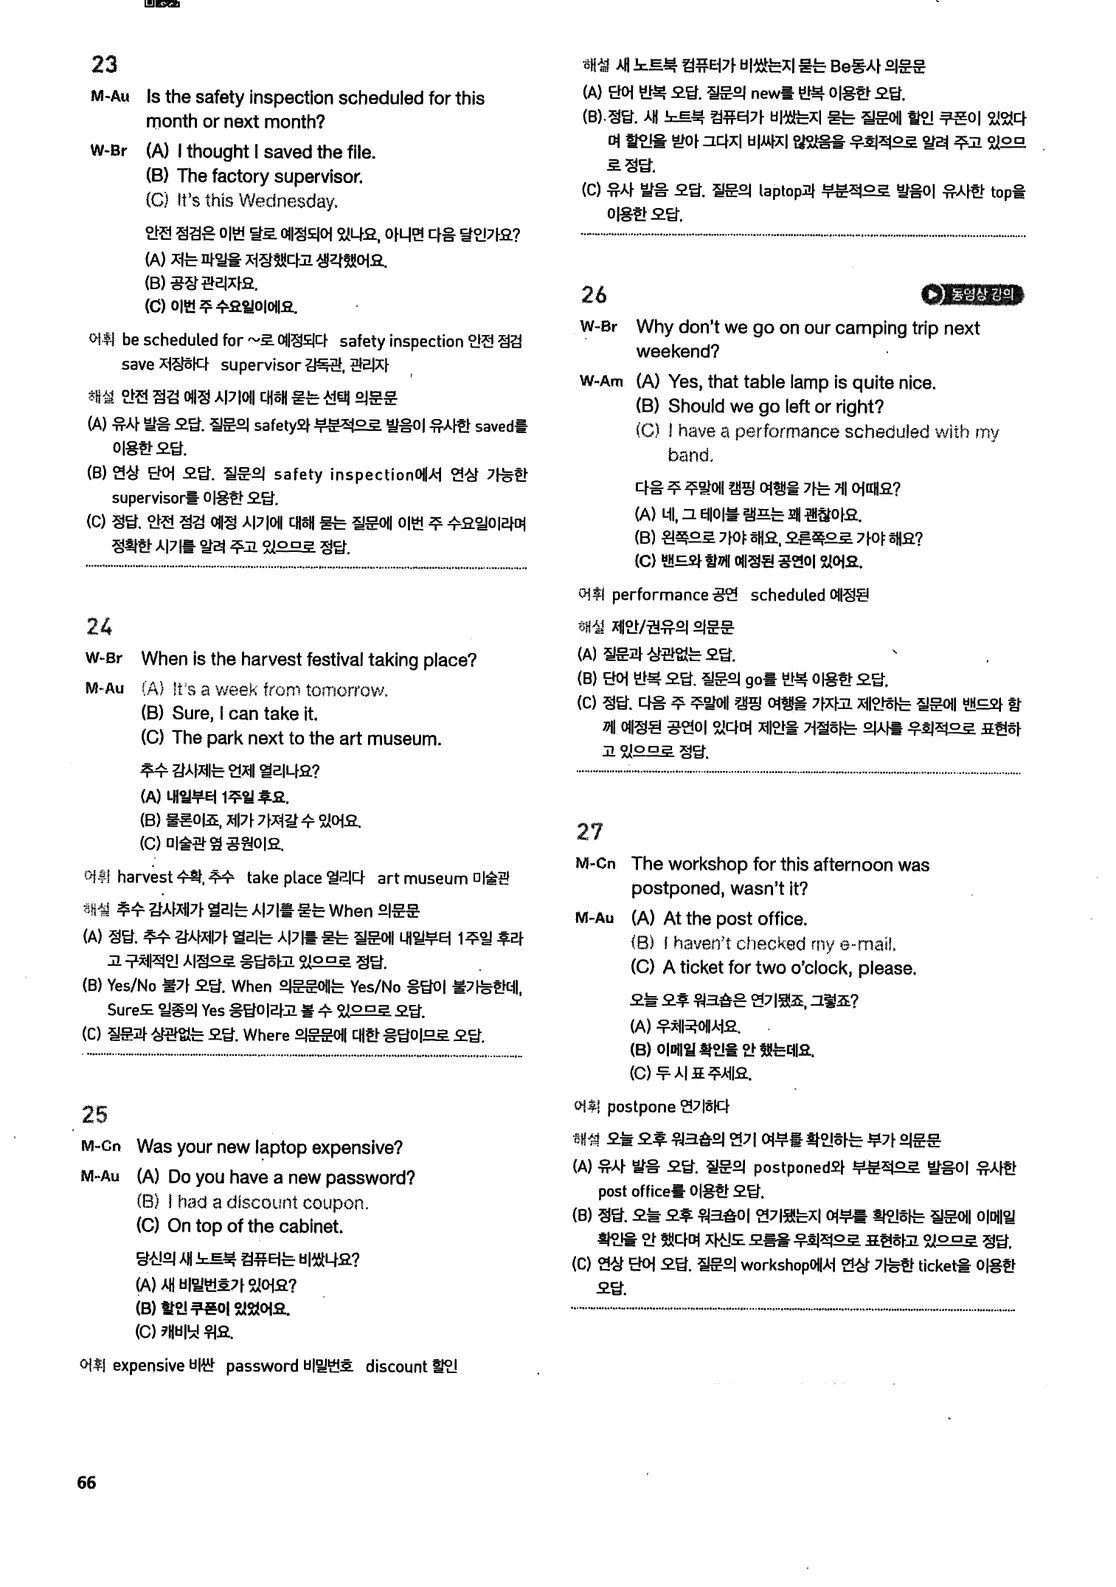 23
M-Au Is the safety inspection scheduled for this
month or next month?
W-Br (A) I thought I saved the file.
(B) The factory supervisor.
(C) It's this Wednesday.
안전 점검은 이번 달로 예정되어 있나요, 아니면 다음 달인가요?
(A) 저는 파일을 저장했다고 생각했어요.
(B) 공장 관리자요.
(C) 이번 주 수요일이에요.
어휘 be scheduled for ~로 예정되다 safety inspection 안전 점검
save 저장하다 supervisor 감독관, 관리자
해설 안전 점검 예정 시기에 대해 묻는 선택 의문문
(A) 유사 발음 오답. 질문의 safety와 부분적으로 발음이 유사한 saved를
이용한 오답.
(B) 연상 단어 오답. 질문의 safety inspection에서 연상 가능한
supervisor를 이용한 오답.
(C) 정답. 안전 점검 예정 시기에 대해 묻는 질문에 이번 주 수요일이라며
정확한 시기를 알려 주고 있으므로 정답.
24
W-Br When is the harvest festival taking place?
M-Au (A) It's a week from tomorrow.
(B) Sure, I can take it.
(C) The park next to the art museum.
추수 감사제는 언제 열리나요?
(A) 내일부터 1주일 후요.
(B) 물론이죠, 제가 가져갈 수 있어요.
(C) 미술관 옆 공원이요.
어휘 harvest 수확, 추수 take place 열리다 art museum 미술관
해설 추수 감사제가 열리는 시기를 묻는 When 의문문
(A) 정답. 추수 감사제가 열리는 시기를 묻는 질문에 내일부터 1주일 후라
고 구체적인 시점으로 응답하고 있으므로 정답.
(B) Yes/No 불가 오답. When 의문문에는 Yes/No 응답이 불가능한데,
Sure도 일종의 Yes 응답이라고 볼 수 있으므로 오답.
(C) 질문과 상관없는 오답. Where 의문문에 대한 응답이므로 오답.
25
M-Cn Was your new laptop expensive?
M-Au (A) Do you have a new password?
(B) I had a discount coupon.
(C) On top of the cabinet.
당신의 새 노트북 컴퓨터는 비쌌나요?
(A) 새 비밀번호가 있어요?
(B) 할인 쿠폰이 있었어요.
(C) 캐비닛 위요.
어휘 expensive 비싼 password 비밀번호 discount 할인
66
해설 새 노트북 컴퓨터가 비쌌는지 묻는 Be동사 의문문
(A) 단어 반복 오답. 질문의 new를 반복 이용한 오답.
(B) 정답. 새 노트북 컴퓨터가 비쌌는지 묻는 질문에 할인 쿠폰이 있었다
며 할인을 받아 그다지 비싸지 않았음을 우회적으로 알려 주고 있으므
로 정답.
(C) 유사 발음 오답. 질문의 laptop과 부분적으로 발음이 유사한 top을
이용한 오답.
26 동영상 강의
W-Br Why don't we go on our camping trip next
weekend?
W-Am (A) Yes, that table lamp is quite nice.
(B) Should we go left or right?
(C) I have a performance scheduled with my
band.
다음 주 주말에 캠핑 여행을 가는 게 어때요?
(A) 네, 그 테이블 램프는 꽤 괜찮아요.
(B) 왼쪽으로 가야 해요, 오른쪽으로 가야 해요?
(C) 밴드와 함께 예정된 공연이 있어요.
어휘 performance 공연 scheduled 예정된
해설 제안/권유의 의문문
(A) 질문과 상관없는 오답.
(B) 단어 반복 오답. 질문의 go를 반복 이용한 오답.
(C) 정답. 다음 주 주말에 캠핑 여행을 가자고 제안하는 질문에 밴드와 함
께 예정된 공연이 있다며 제안을 거절하는 의사를 우회적으로 표현하
고 있으므로 정답.
27
M-Cn The workshop for this afternoon was
postponed, wasn't it?
M-Au (A) At the post office.
(B) I haven't checked my e-mail.
(C) A ticket for two o'clock, please.
오늘 오후 워크숍은 연기됐죠, 그렇죠?
(A) 우체국에서요.
(B) 이메일 확인을 안 했는데요.
(C) 두 시 표 주세요.
어휘 postpone 연기하다
해설 오늘 오후 워크숍의 연기 여부를 확인하는 부가 의문문
(A) 유사 발음 오답. 질문의 postponed와 부분적으로 발음이 유사한
post office를 이용한 오답.
(B) 정답. 오늘 오후 워크숍이 연기됐는지 여부를 확인하는 질문에 이메일
확인을 안 했다며 자신도 모름을 우회적으로 표현하고 있으므로 정답.
(C) 연상 단어 오답. 질문의 workshop에서 연상 가능한 ticket을 이용한
오답.